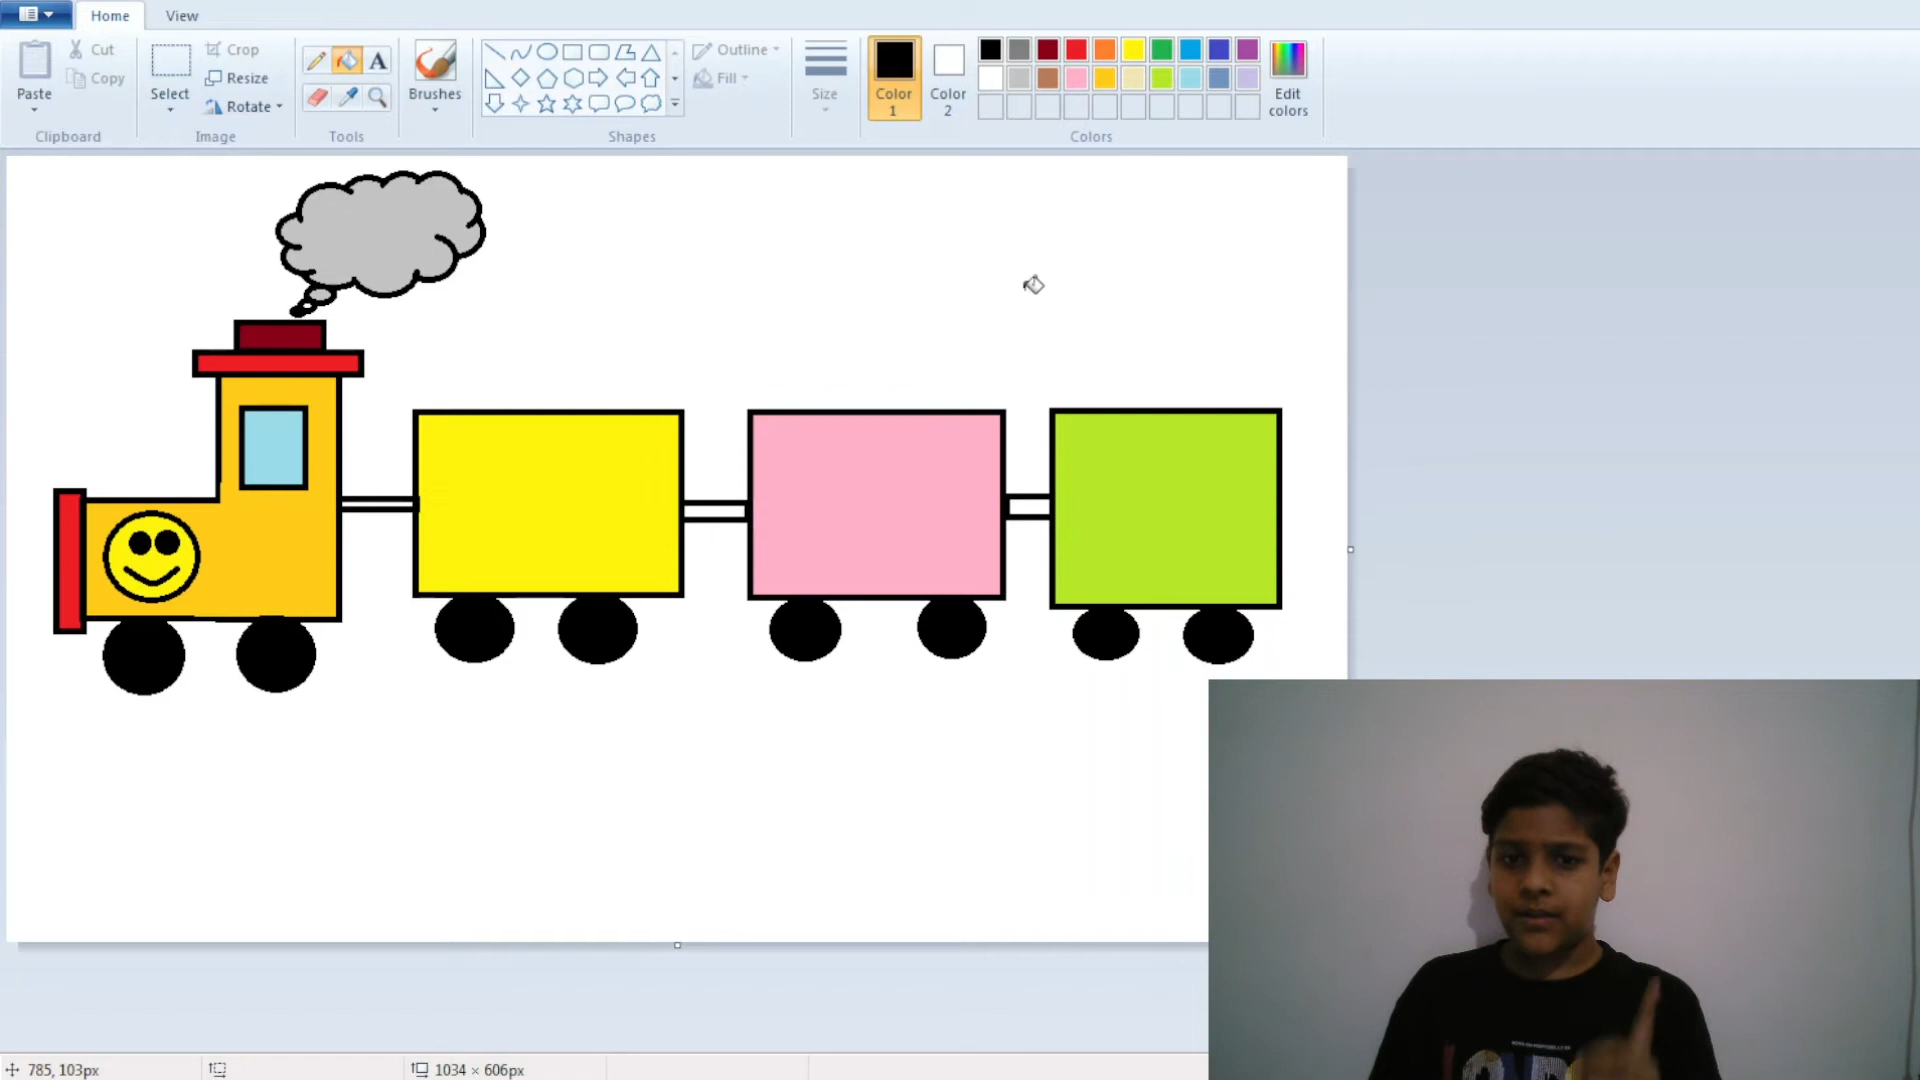 Home View
Paste
Cut
Copy
Clipboard
Select
Crop
Resize
Rotate
Image
A
Tools
Brushes
Shapes
Outline
Fill
Size
Color
1
Color
2
Edit
colors
Colors
785, 103px
1034 × 606px